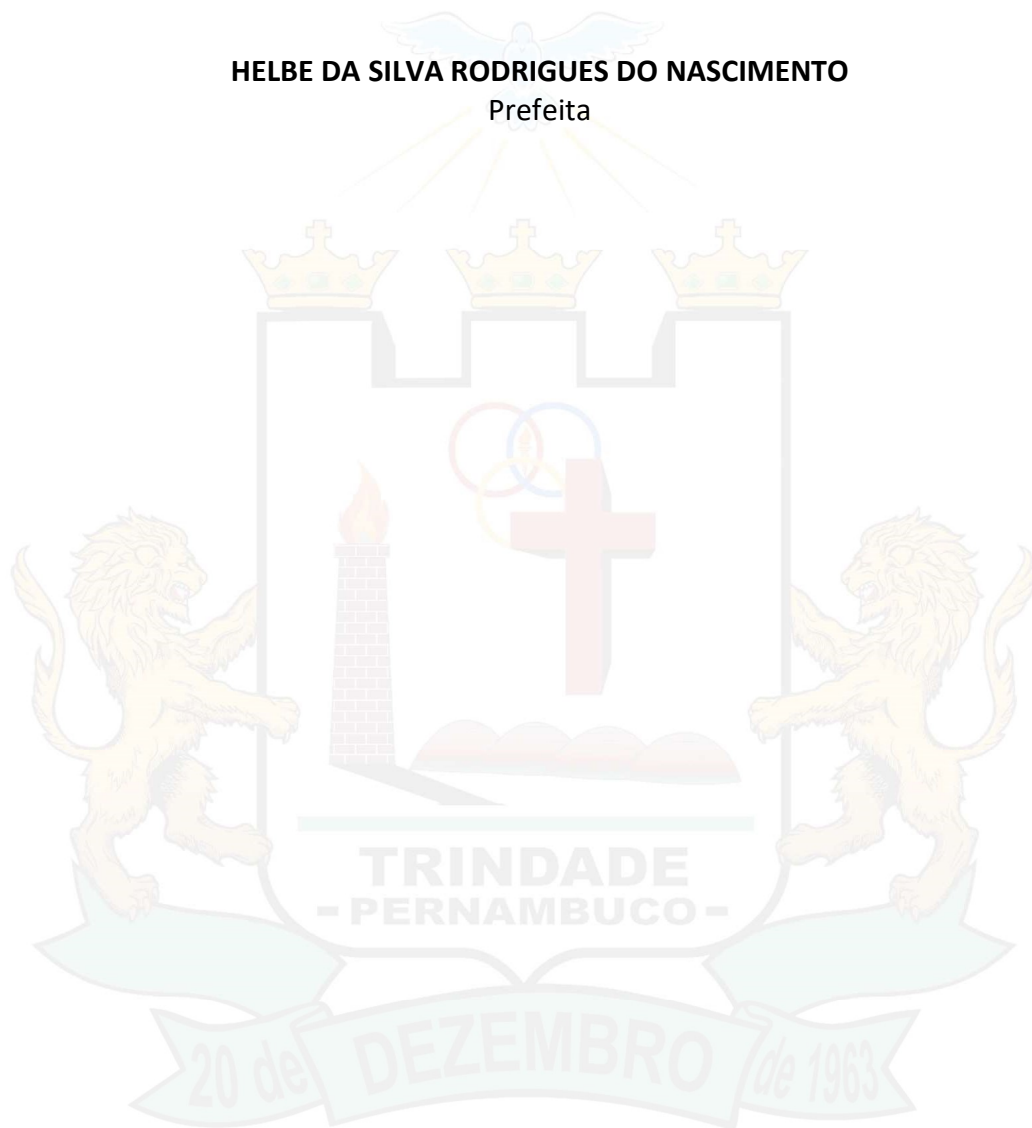 HELBE DA SILVA RODRIGUES DO NASCIMENTO
Prefeita
TRINDADE
- PERNAMBUCO -
20 de DEZEMBRO de 1963